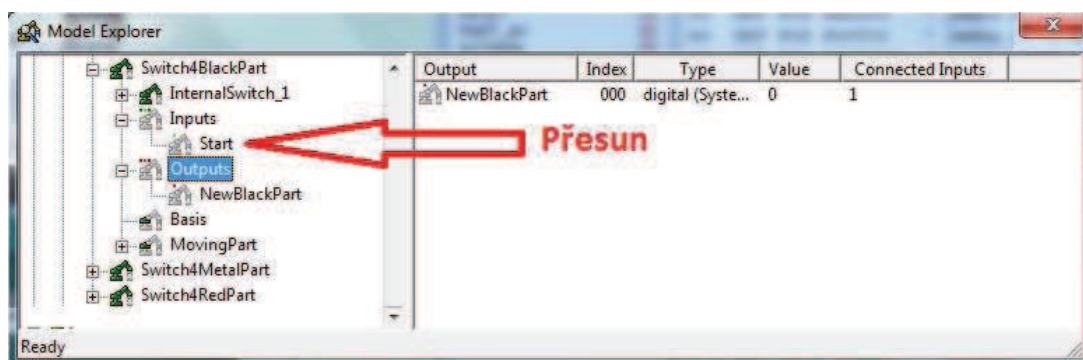 Model Explorer
Switch4BlackPart
InternalSwitch_1
Inputs
Start
Outputs
NewBlackPart
Basis
MovingPart
Switch4MetalPart
Switch4RedPart
Output Index Type Value Connected Inputs
NewBlackPart 000 digital (Syste... 0 1
Přesun
Ready